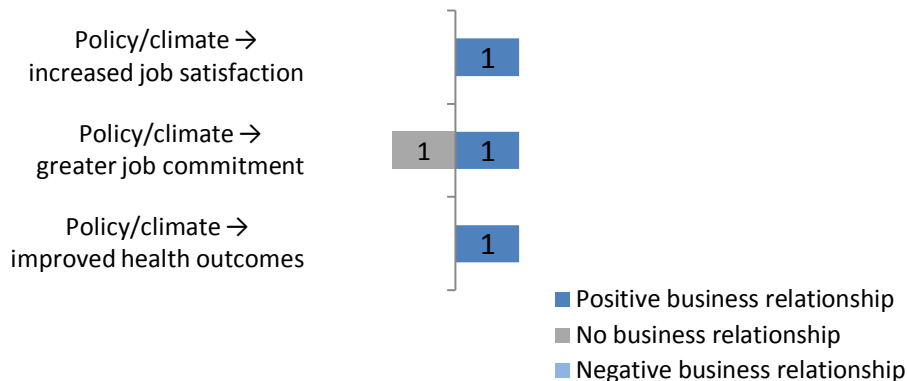 Policy/climate →
increased job satisfaction
1
Policy/climate →
greater job commitment
1 1
Policy/climate →
improved health outcomes
1
Positive business relationship
No business relationship
Negative business relationship